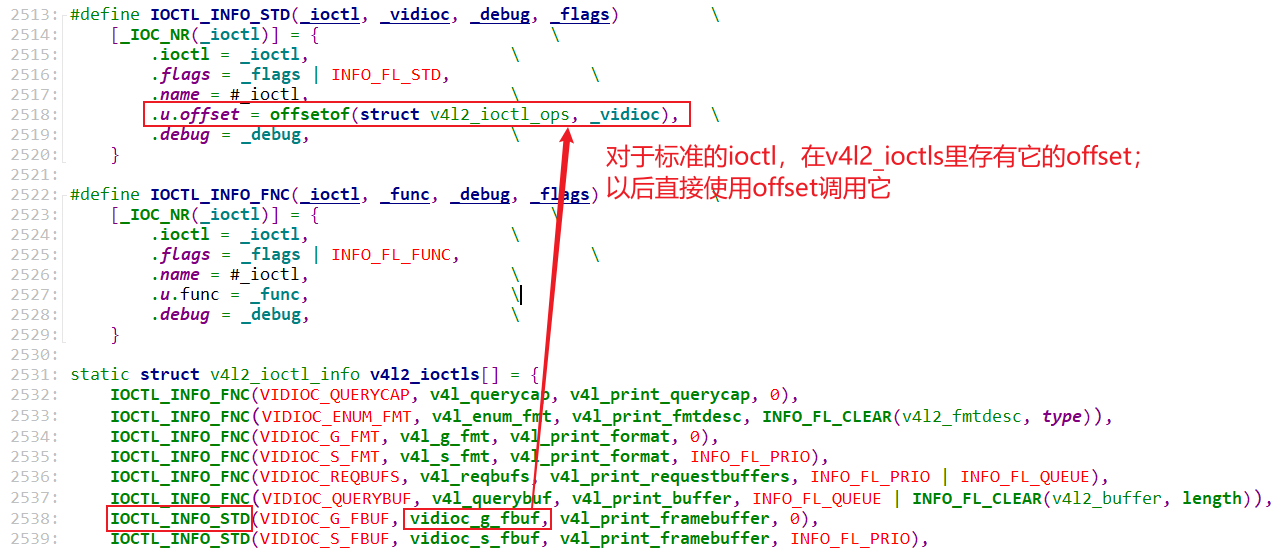 2513: #define IOCTL_INFO_STD(_ioctl, _vidioc, _debug, _flags) \
2514: [_IOC_NR(_ioctl)] = { \
2515: .ioctl = _ioctl, \
2516: .flags = _flags | INFO_FL_STD, \
2517: .name = #_ioctl, \
2518: .u.offset = offsetof(struct v4l2_ioctl_ops, _vidioc), \
2519: .debug = _debug, \
2520: }
对于标准的ioctl，在v4l2_ioctls里存有它的offset；
以后直接使用offset调用它
2521:
2522: #define IOCTL_INFO_FNC(_ioctl, _func, _debug, _flags) \
2523: [_IOC_NR(_ioctl)] = { \
2524: .ioctl = _ioctl, \
2525: .flags = _flags | INFO_FL_FUNC, \
2526: .name = #_ioctl, \
2527: .u.func = _func, \
2528: .debug = _debug, \
2529: }
2530:
2531: static struct v4l2_ioctl_info v4l2_ioctls[] = {
2532: IOCTL_INFO_FNC(VIDIOC_QUERYCAP, v4l_querycap, v4l_print_querycap, 0),
2533: IOCTL_INFO_FNC(VIDIOC_ENUM_FMT, v4l_enum_fmt, v4l_print_fmtdesc, INFO_FL_CLEAR(v4l2_fmtdesc, type)),
2534: IOCTL_INFO_FNC(VIDIOC_G_FMT, v4l_g_fmt, v4l_print_format, 0),
2535: IOCTL_INFO_FNC(VIDIOC_S_FMT, v4l_s_fmt, v4l_print_format, INFO_FL_PRIO),
2536: IOCTL_INFO_FNC(VIDIOC_REQBUFS, v4l_reqbufs, v4l_print_requestbuffers, INFO_FL_PRIO | INFO_FL_QUEUE),
2537: IOCTL_INFO_FNC(VIDIOC_QUERYBUF, v4l_querybuf, v4l_print_buffer, INFO_FL_QUEUE | INFO_FL_CLEAR(v4l2_buffer, length)),
2538: IOCTL_INFO_STD(VIDIOC_G_FBUF, vidioc_g_fbuf, v4l_print_framebuffer, 0),
2539: IOCTL_INFO_STD(VIDIOC_S_FBUF, vidioc_s_fbuf, v4l_print_framebuffer, INFO_FL_PRIO),